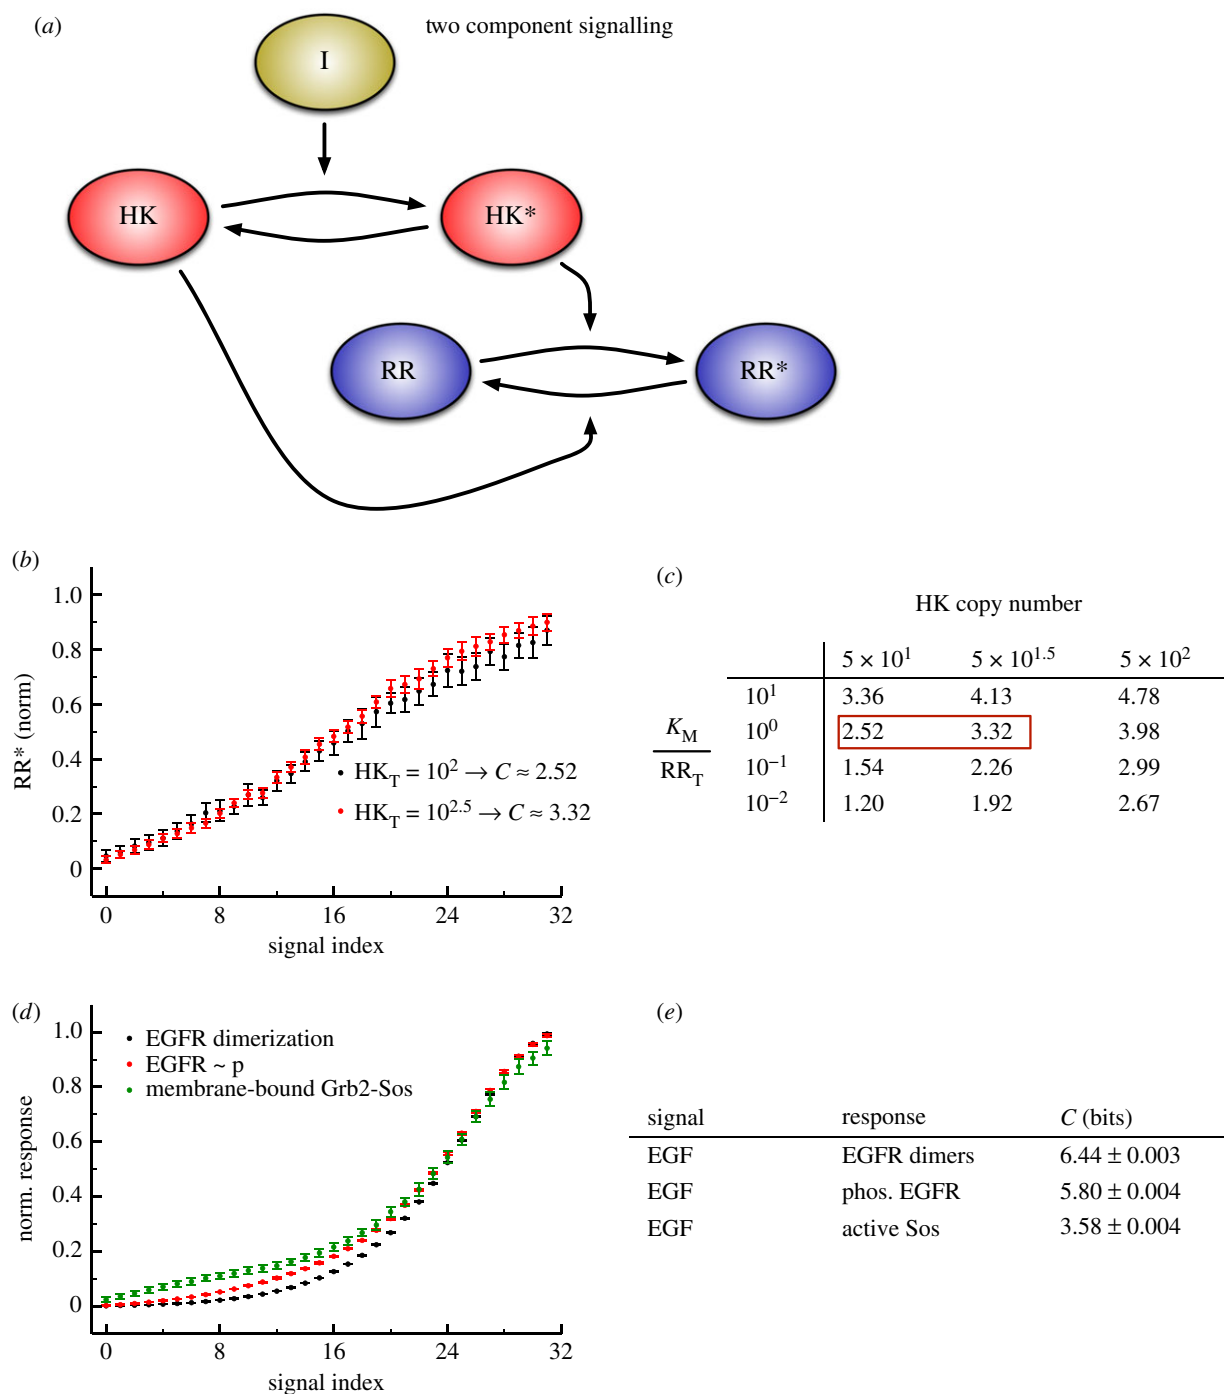 (a)
two component signalling
I
HK
HK*
RR
RR*
(b)
1.0
0.8
0.6
0.4
0.2
0
RR* (norm)
HK_T = 10^2 → C ≈ 2.52
HK_T = 10^2.5 → C ≈ 3.32
0 8 16 24 32
signal index
(c)
HK copy number
5 × 10^1 5 × 10^1.5 5 × 10^2
K_M
RR_T
10^1 3.36 4.13 4.78
10^0 2.52 3.32 3.98
10^−1 1.54 2.26 2.99
10^−2 1.20 1.92 2.67
(d)
1.0
0.8
0.6
0.4
0.2
0
norm. response
EGFR dimerization
EGFR ~ p
membrane-bound Grb2-Sos
0 8 16 24 32
signal index
(e)
signal response C (bits)
EGF EGFR dimers 6.44 ± 0.003
EGF phos. EGFR 5.80 ± 0.004
EGF active Sos 3.58 ± 0.004